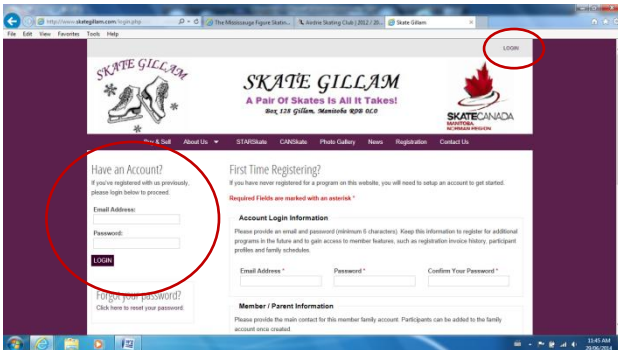 http://www.skategillam.com/login.php
The Mississauga Figure Skatin...
Airdrie Skating Club | 2012 / 20...
Skate Gillam
File Edit View Favorites Tools Help
LOGIN
SKATE GILLAM
SKATE GILLAM
A Pair Of Skates Is All It Takes!
Box 128 Gillam, Manitoba R0B 0L0
SKATECANADA
MANITOBA
NORMAN REGION
Buy & Sell About Us STARSkate CANSkate Photo Gallery News Registration Contact Us
Have an Account?
If you've registered with us previously,
please login below to proceed.
Email Address:
Password:
LOGIN
Forgot your password?
Click here to reset your password.
First Time Registering?
If you have never registered for a program on this website, you will need to setup an account to get started.
Required Fields are marked with an asterisk *
Account Login Information
Please provide an email and password (minimum 6 characters). Keep this information to register for additional
programs in the future and to gain access to member features, such as registration invoice history, participant
profiles and family schedules.
Email Address * Password * Confirm Your Password *
Member / Parent Information
Please provide the main contact for this member family account. Participants can be added to the family
account once created.
11:45 AM
20/06/2014